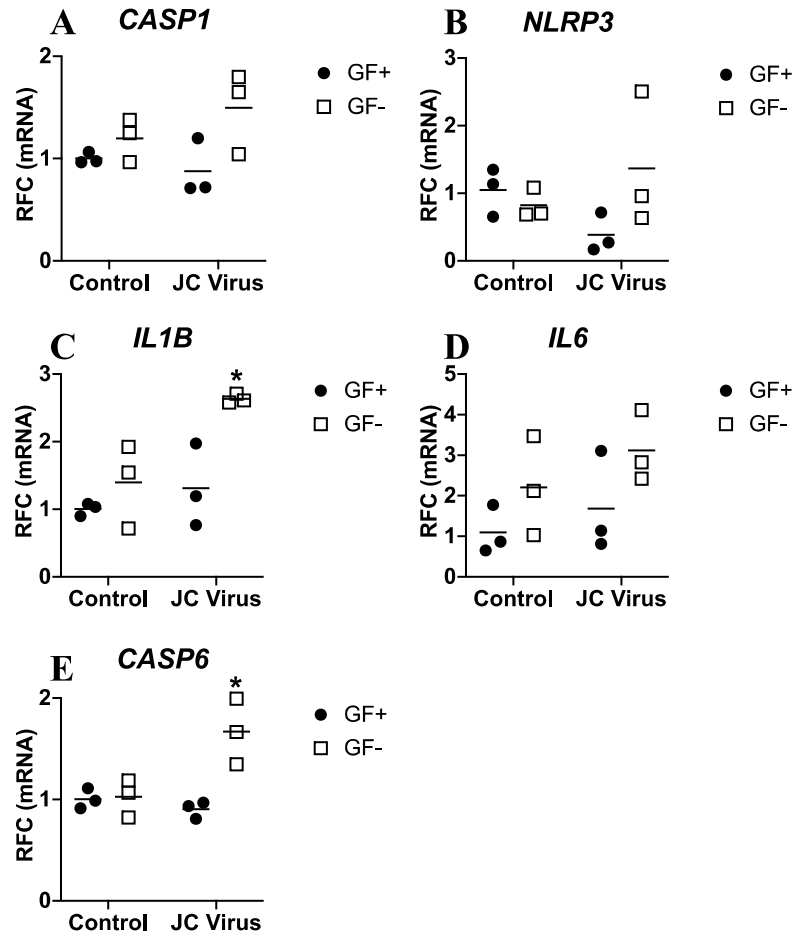 A CASP1
2
1
0
RFC (mRNA)
Control JC Virus
GF+
GF-
B NLRP3
3
2
1
0
RFC (mRNA)
Control JC Virus
GF+
GF-
C IL1B
*
3
2
1
0
RFC (mRNA)
Control JC Virus
GF+
GF-
D IL6
5
4
3
2
1
0
RFC (mRNA)
Control JC Virus
GF+
GF-
E CASP6
*
2
1
0
RFC (mRNA)
Control JC Virus
GF+
GF-